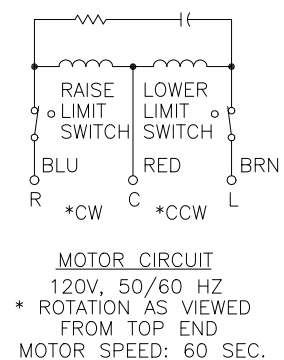 RAISE LOWER
LIMIT LIMIT
SWITCH SWITCH
BLU RED BRN
R C L
*CW *CCW
MOTOR CIRCUIT
120V, 50/60 HZ
* ROTATION AS VIEWED
FROM TOP END
MOTOR SPEED: 60 SEC.